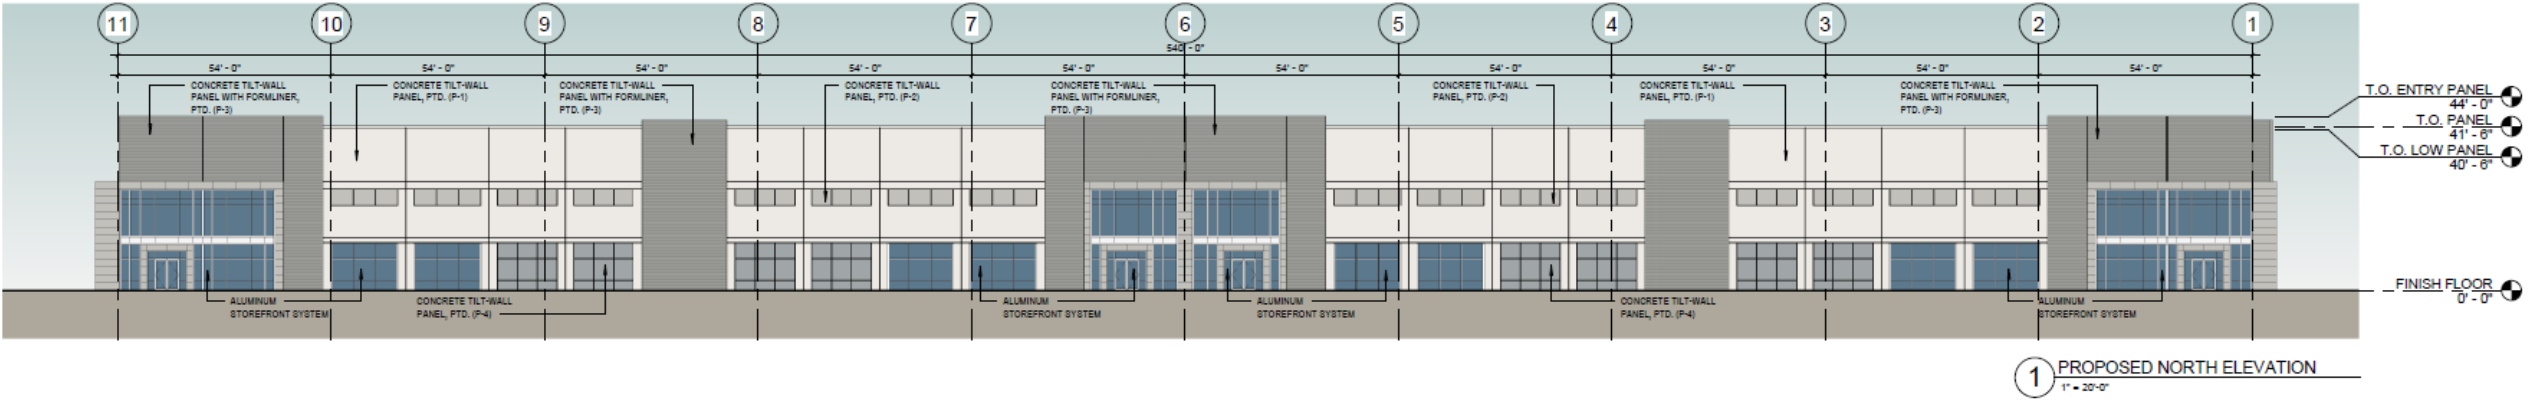 11 10 9 8 7 6 5 4 3 2 1
540' - 0"
54' - 0" 54' - 0" 54' - 0" 54' - 0" 54' - 0" 54' - 0" 54' - 0" 54' - 0" 54' - 0" 54' - 0"
CONCRETE TILT-WALL
PANEL WITH FORMLINER,
PTD. (P-3)
CONCRETE TILT-WALL
PANEL, PTD. (P-1)
CONCRETE TILT-WALL
PANEL WITH FORMLINER,
PTD. (P-3)
CONCRETE TILT-WALL
PANEL, PTD. (P-2)
CONCRETE TILT-WALL
PANEL WITH FORMLINER,
PTD. (P-3)
CONCRETE TILT-WALL
PANEL, PTD. (P-2)
CONCRETE TILT-WALL
PANEL, PTD. (P-1)
CONCRETE TILT-WALL
PANEL WITH FORMLINER,
PTD. (P-3)
T.O. ENTRY PANEL
44' - 0"
T.O. PANEL
41' - 6"
T.O. LOW PANEL
40' - 6"
FINISH FLOOR
0' - 0"
ALUMINUM
STOREFRONT SYSTEM
CONCRETE TILT-WALL
PANEL, PTD. (P-4)
ALUMINUM
STOREFRONT SYSTEM
ALUMINUM
STOREFRONT SYSTEM
CONCRETE TILT-WALL
PANEL, PTD. (P-4)
ALUMINUM
STOREFRONT SYSTEM
1 PROPOSED NORTH ELEVATION
1" = 20'-0"